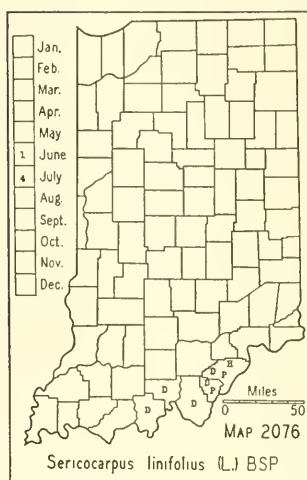 Jan.
Feb.
Mar.
Apr.
May
1 June
4 July
Aug.
Sept.
Oct.
Nov.
Dec.
H
D P
D
D P
D D
Miles
0 50
MAP 2076
Sericocarpus linifolius (L.) BSP